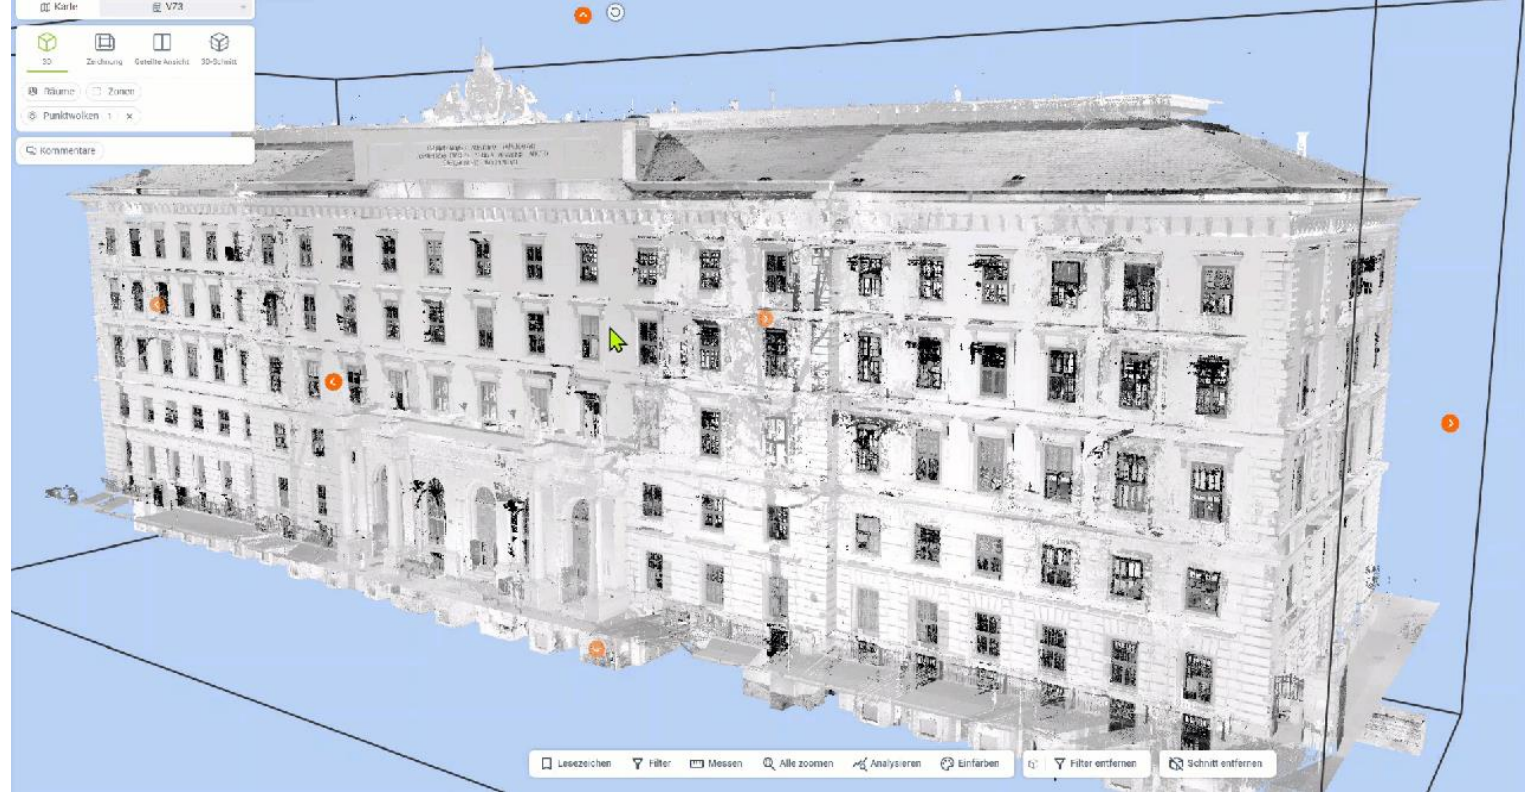 Karte
V73
3D
Zeichnung
Geteilte Ansicht
3D-Schnitt
Räume
Zonen
Punktwolken 1
Kommentare
Lesezeichen
Filter
Messen
Alle zoomen
Analysieren
Einfärben
Filter entfernen
Schnitt entfernen